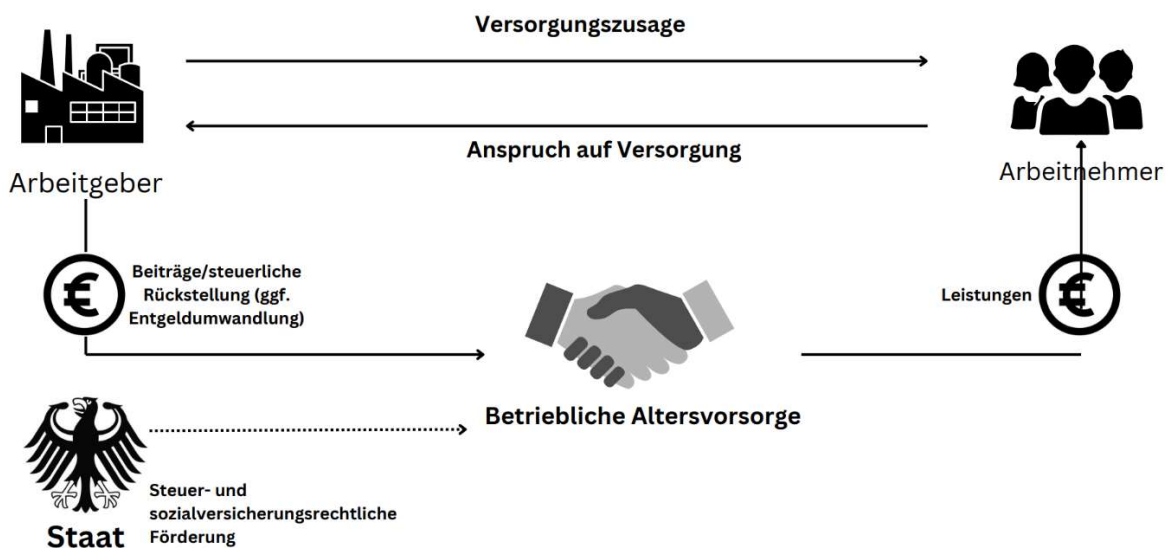 Versorgungszusage
Anspruch auf Versorgung
Arbeitgeber
Arbeitnehmer
Beiträge/steuerliche
Rückstellung (ggf.
Entgeldumwandlung)
Leistungen
Betriebliche Altersvorsorge
Steuer- und
sozialversicherungsrechtliche
Förderung
Staat